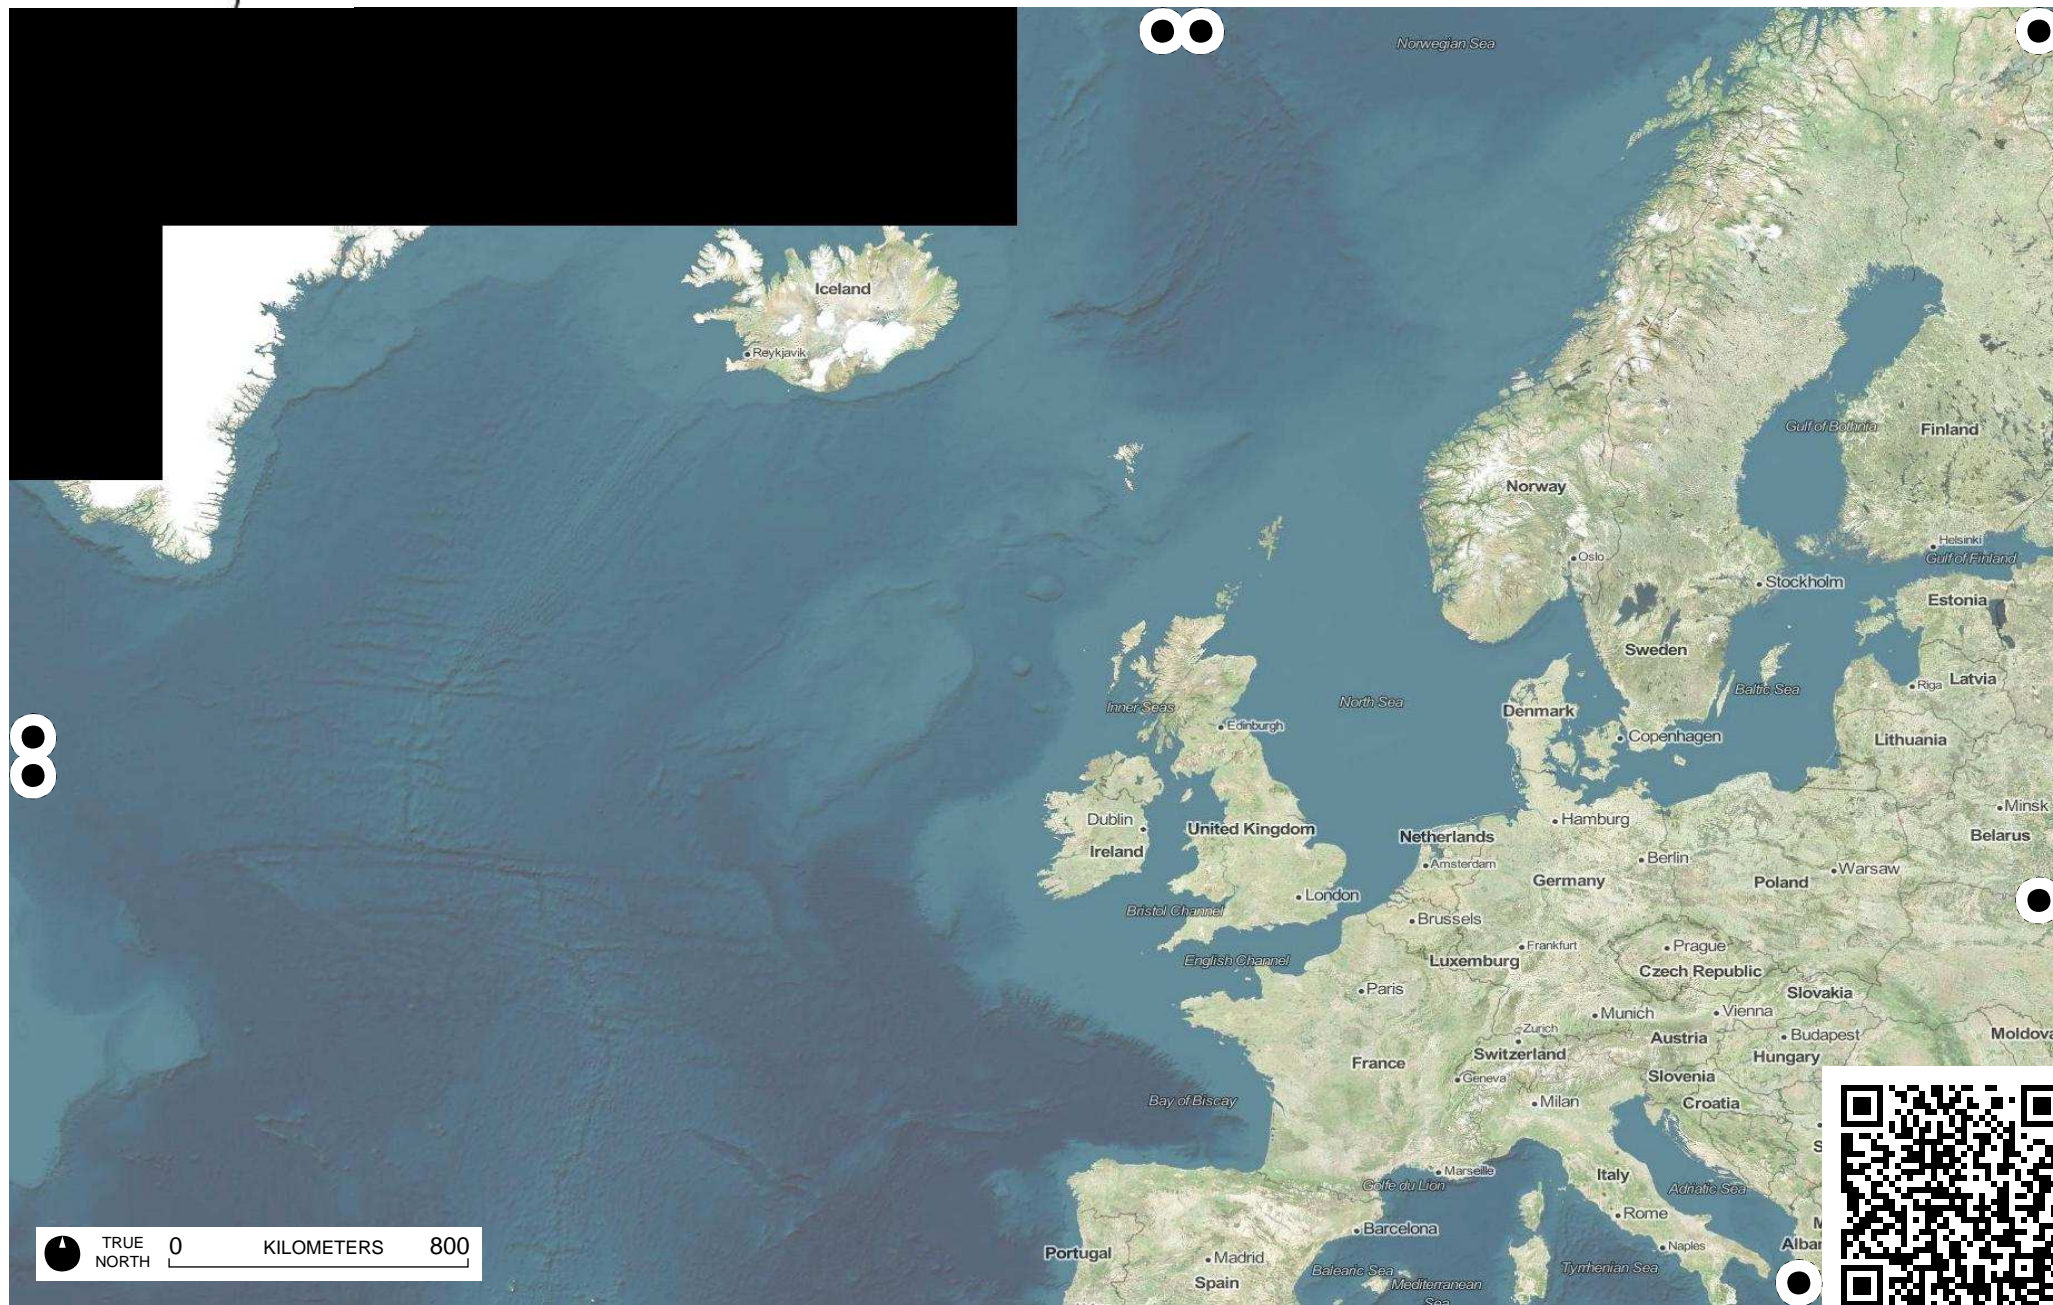 Norwegian Sea
Iceland
Reykjavik
Gulf of Bothnia
Finland
Norway
Helsinki
Oslo
Gulf of Finland
Stockholm
Estonia
Sweden
Riga
Latvia
Baltic Sea
North Sea
Inner Seas
Denmark
Edinburgh
Copenhagen
Lithuania
Minsk
Dublin
Hamburg
United Kingdom
Netherlands
Belarus
Ireland
Amsterdam
Berlin
Warsaw
Germany
Poland
London
Bristol Channel
Brussels
Frankfurt
Prague
English Channel
Luxemburg
Czech Republic
Paris
Slovakia
Munich
Vienna
Zurich
Austria
Budapest
Moldova
Switzerland
Hungary
France
Geneva
Slovenia
Bay of Biscay
Milan
Croatia
S
Marseille
Italy
Golfe du Lion
Adriatic Sea
Rome
Barcelona
M
Albar
Portugal
Naples
Madrid
Balearic Sea
Tyrrhenian Sea
Spain
Mediterranean
Sea
TRUE
NORTH
0 KILOMETERS 800